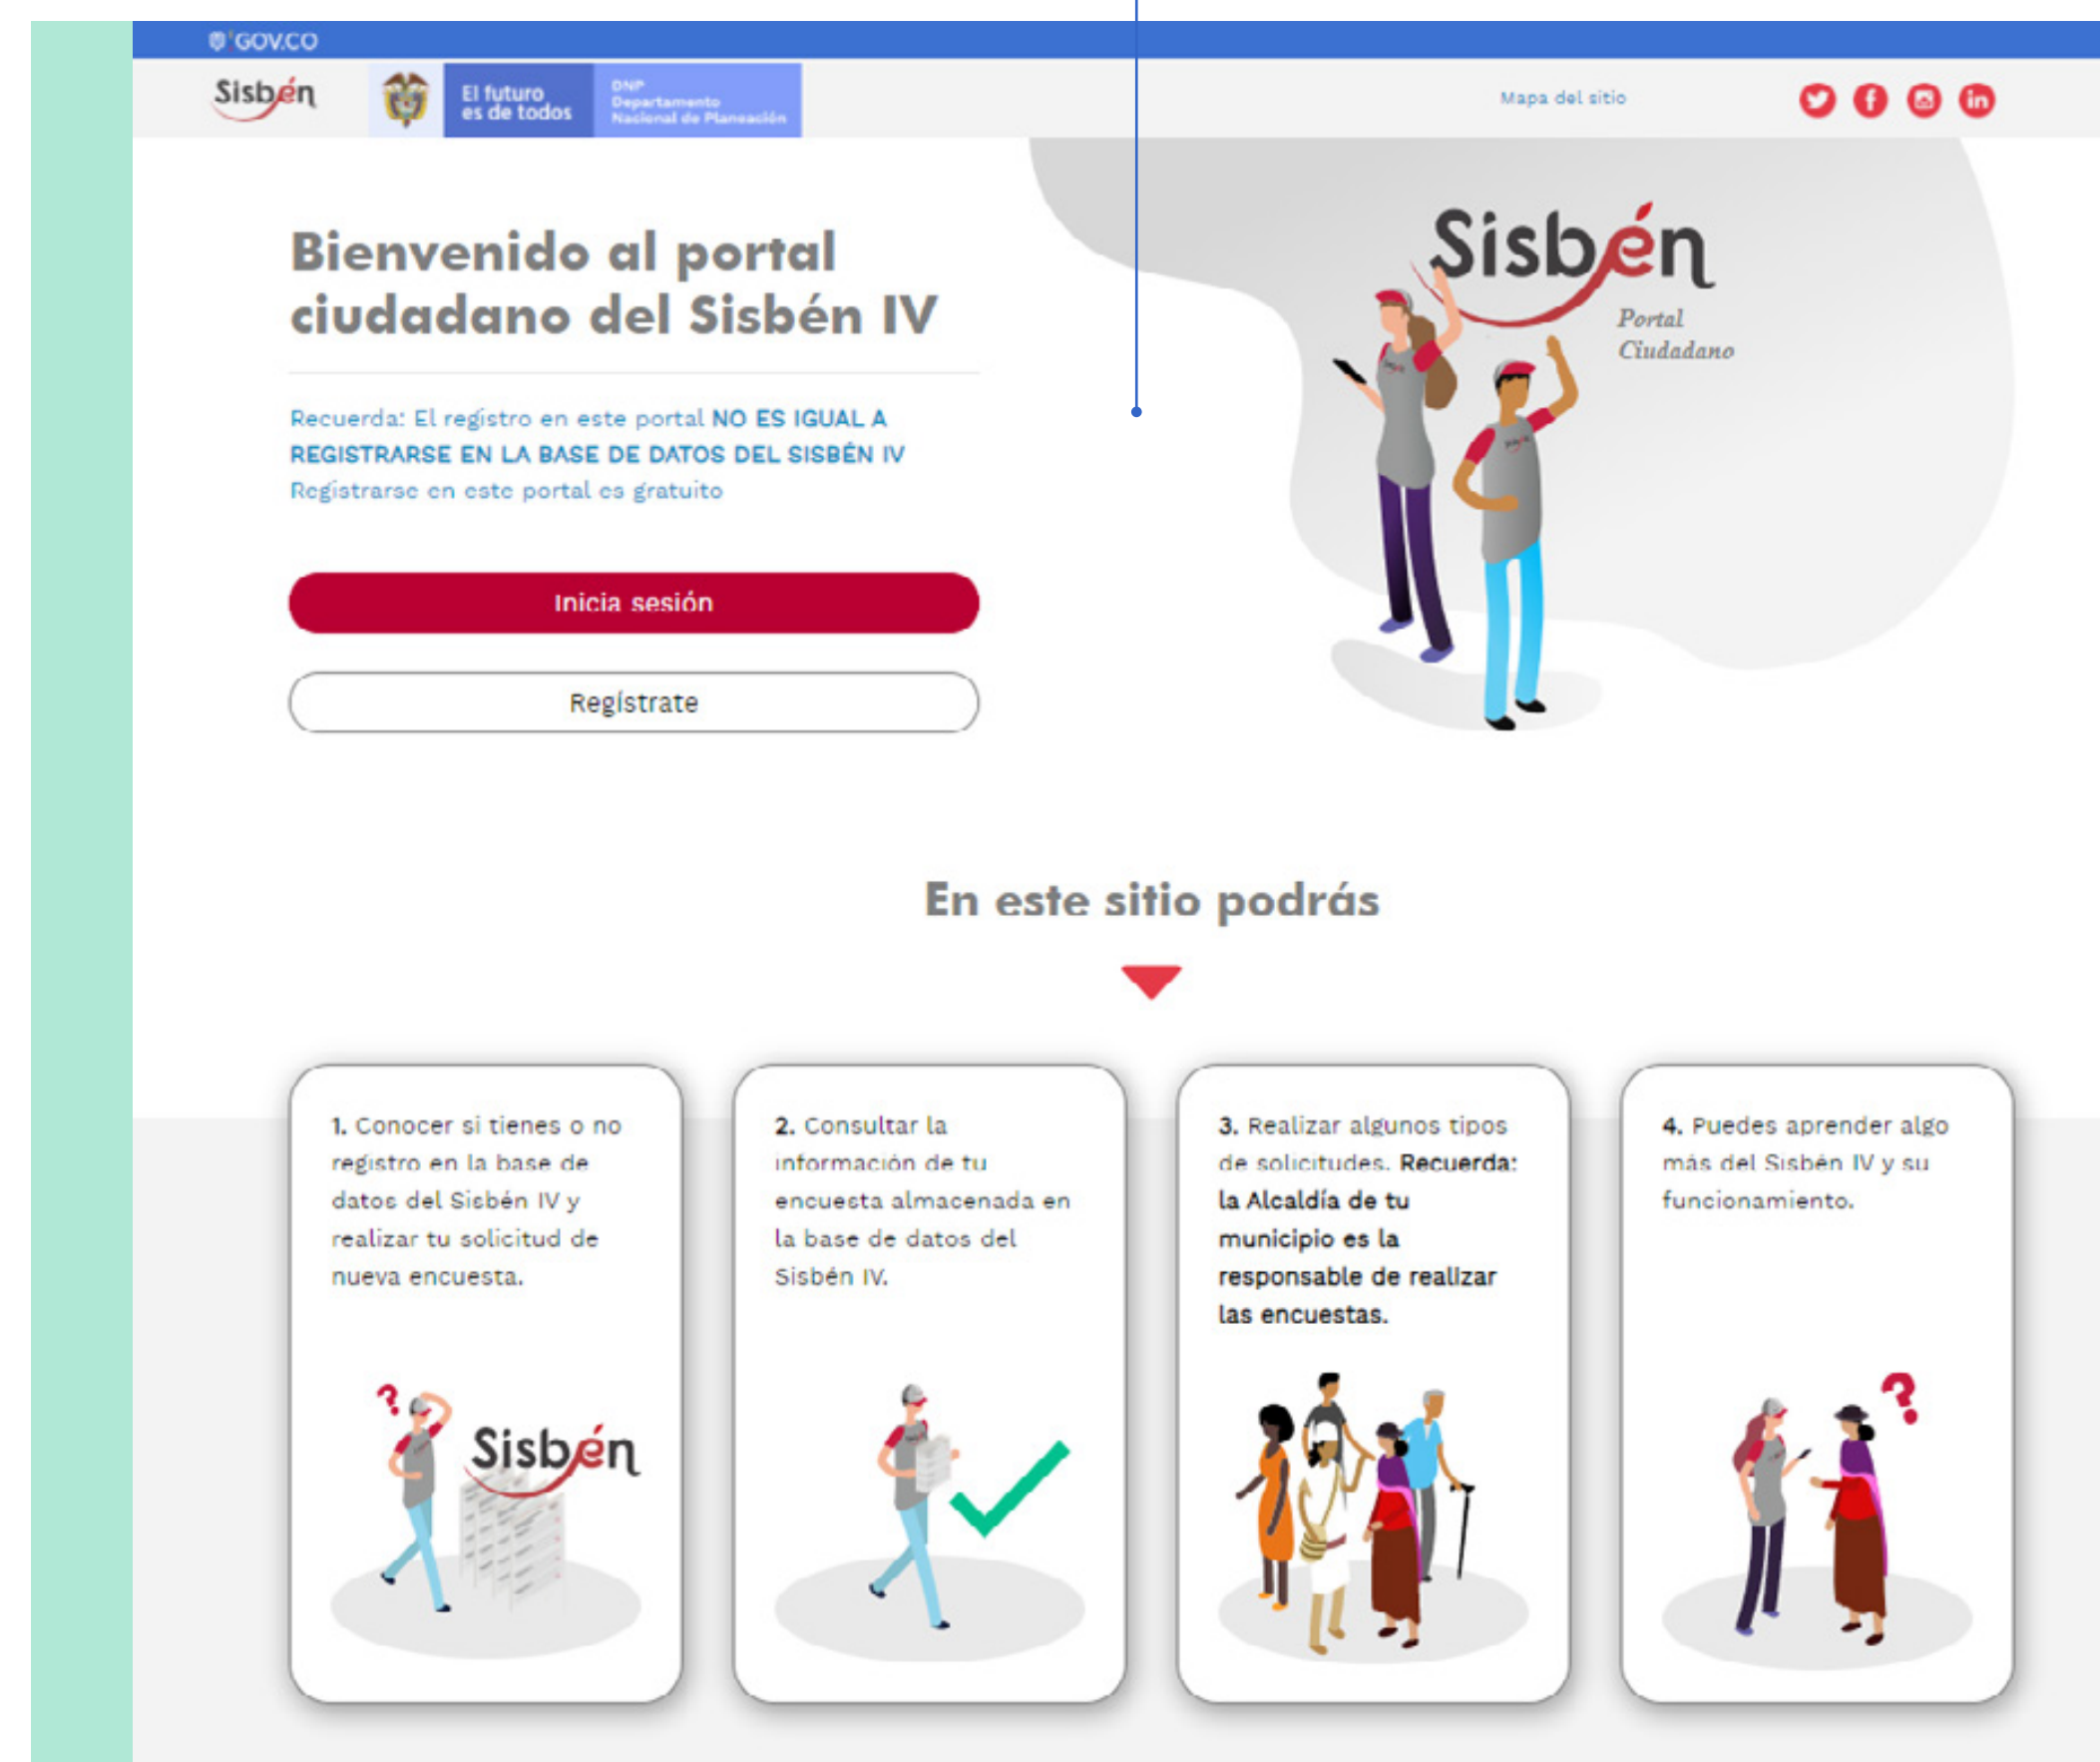 GOV.CO
Sisbén
El futuro
es de todos
DNP
Departamento
Nacional de Planeación
Mapa del sitio
Bienvenido al portal
ciudadano del Sisbén IV
Sisbén
Portal
Ciudadano
Recuerda: El registro en este portal NO ES IGUAL A
REGISTRARSE EN LA BASE DE DATOS DEL SISBÉN IV
Registrarse en este portal es gratuito
Inicia sesión
Regístrate
En este sitio podrás
1. Conocer si tienes o no
registro en la base de
datos del Sisbén IV y
realizar tu solicitud de
nueva encuesta.
Sisbén
2. Consultar la
información de tu
encuesta almacenada en
la base de datos del
Sisbén IV.
3. Realizar algunos tipos
de solicitudes. Recuerda:
la Alcaldía de tu
municipio es la
responsable de realizar
las encuestas.
4. Puedes aprender algo
más del Sisbén IV y su
funcionamiento.